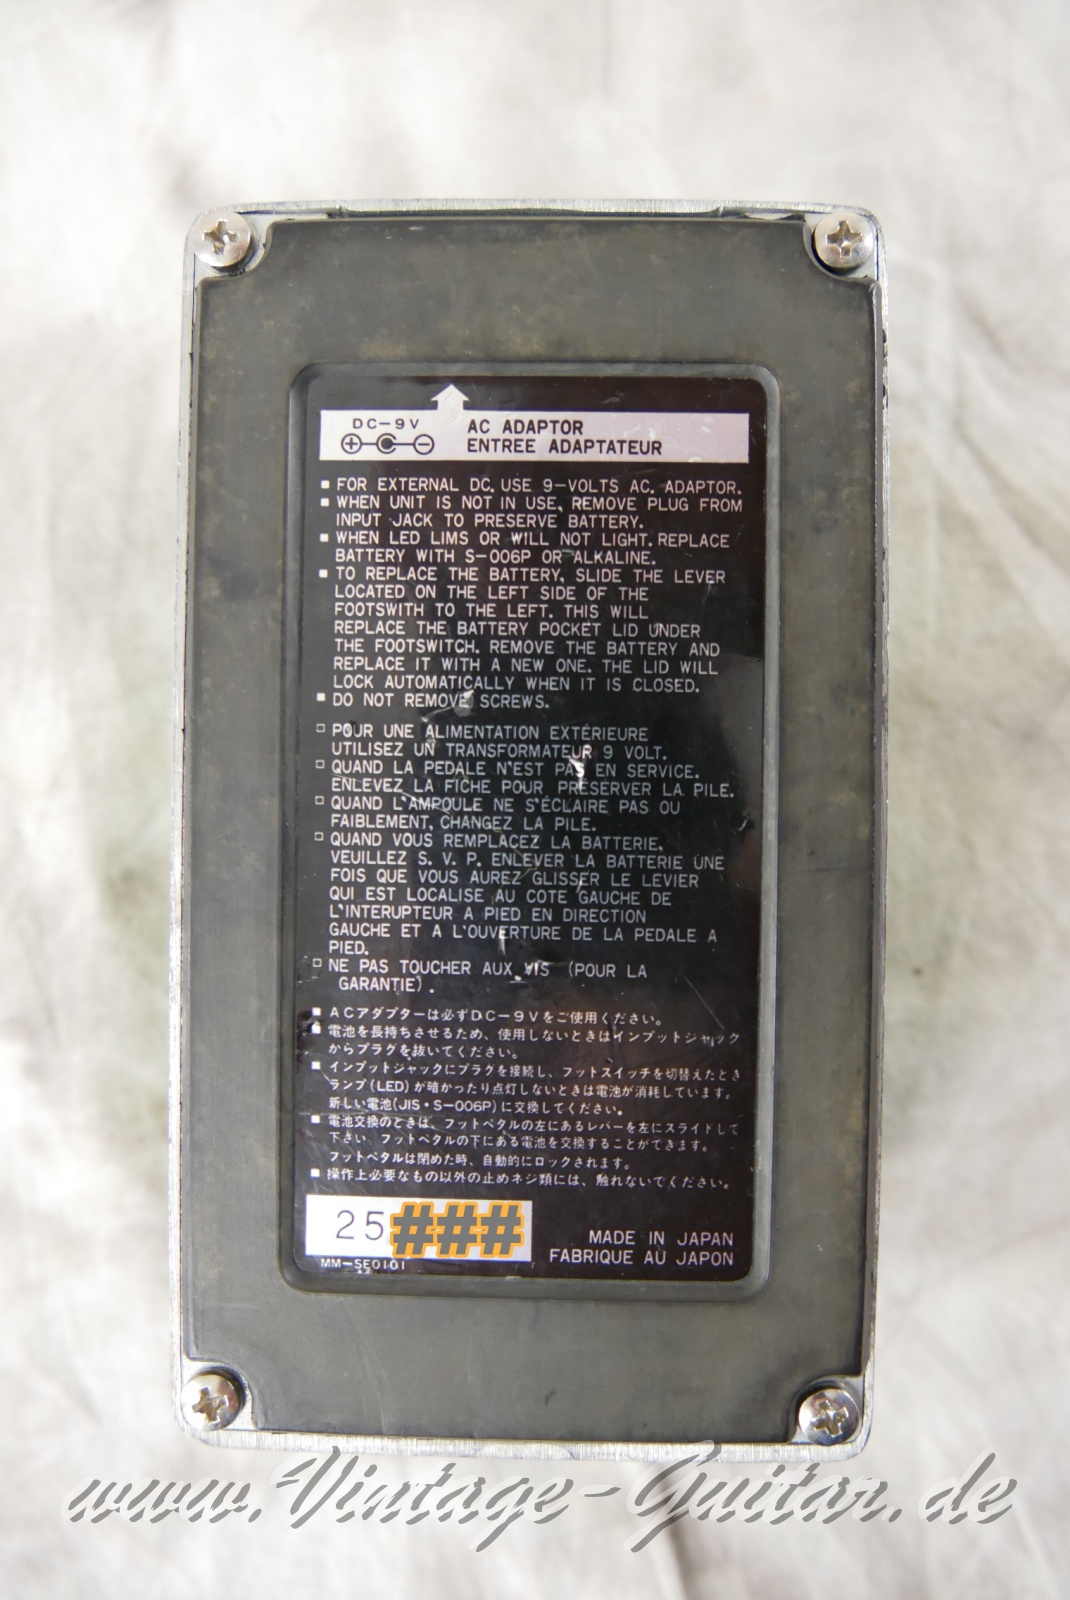 DC-9V
AC ADAPTOR
ENTREE ADAPTATEUR
■ FOR EXTERNAL DC, USE 9-VOLTS AC. ADAPTOR.
■ WHEN UNIT IS NOT IN USE, REMOVE PLUG FROM
INPUT JACK TO PRESERVE BATTERY.
■ WHEN LED LIMS OR WILL NOT LIGHT. REPLACE
BATTERY WITH S-006P OR ALKALINE.
■ TO REPLACE THE BATTERY, SLIDE THE LEVER
LOCATED ON THE LEFT SIDE OF THE
FOOTSWITH TO THE LEFT. THIS WILL
REPLACE THE BATTERY POCKET LID UNDER
THE FOOTSWITCH. REMOVE THE BATTERY AND
REPLACE IT WITH A NEW ONE. THE LID WILL
LOCK AUTOMATICALLY WHEN IT IS CLOSED.
■ DO NOT REMOVE SCREWS.
□ POUR UNE ALIMENTATION EXTÉRIEURE
UTILISEZ UN TRANSFORMATEUR 9 VOLT.
□ QUAND LA PEDALE N'EST PAS EN SERVICE.
ENLEVEZ LA FICHE POUR PRÉSERVER LA PILE.
□ QUAND L'AMPOULE NE S'ÉCLAIRE PAS OU
FAIBLEMENT, CHANGEZ LA PILE.
□ QUAND VOUS REMPLACEZ LA BATTERIE,
VEUILLEZ S. V. P. ENLEVER LA BATTERIE UNE
FOIS QUE VOUS AUREZ GLISSER LE LEVIER
QUI EST LOCALISE AU COTE GAUCHE DE
L'INTERUPTEUR A PIED EN DIRECTION
GAUCHE ET A L'OUVERTURE DE LA PEDALE A
PIED.
□ NE PAS TOUCHER AUX VIS (POUR LA
GARANTIE).
■ ACアダプターは必ずDC-9Vをご使用ください。
■ 電池を長持ちさせるため、使用しないときはインプットジャック
からプラグを抜いてください。
■ インプットジャックにプラグを接続し、フットスイッチを切替えたとき
ランプ(LED)が暗かったり点灯しないときは電池が消耗しています。
新しい電池(JIS・S-006P)に交換してください。
■ 電池交換のときは、フットペタルの左にあるレバーを左にスライドして
下さい フットペタルの下にある電池を交換することができます。
フットペタルは閉めた時、自動的にロックされます。
■ 操作上必要なもの以外の止めネジ類には、触れないでください。
25###
MM-SE0101
MADE IN JAPAN
FABRIQUE AU JAPON
www.Vintage-Guitar.de